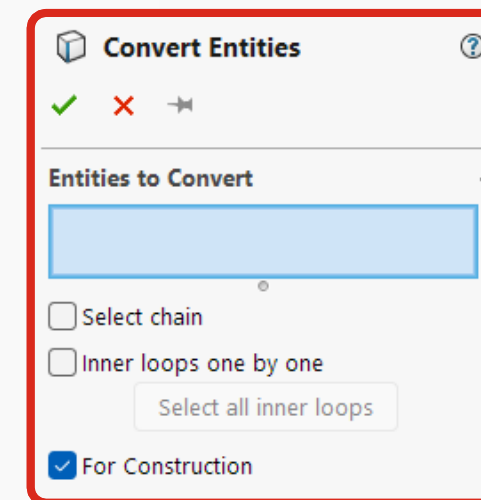 Convert Entities
Entities to Convert
Select chain
Inner loops one by one
Select all inner loops
For Construction